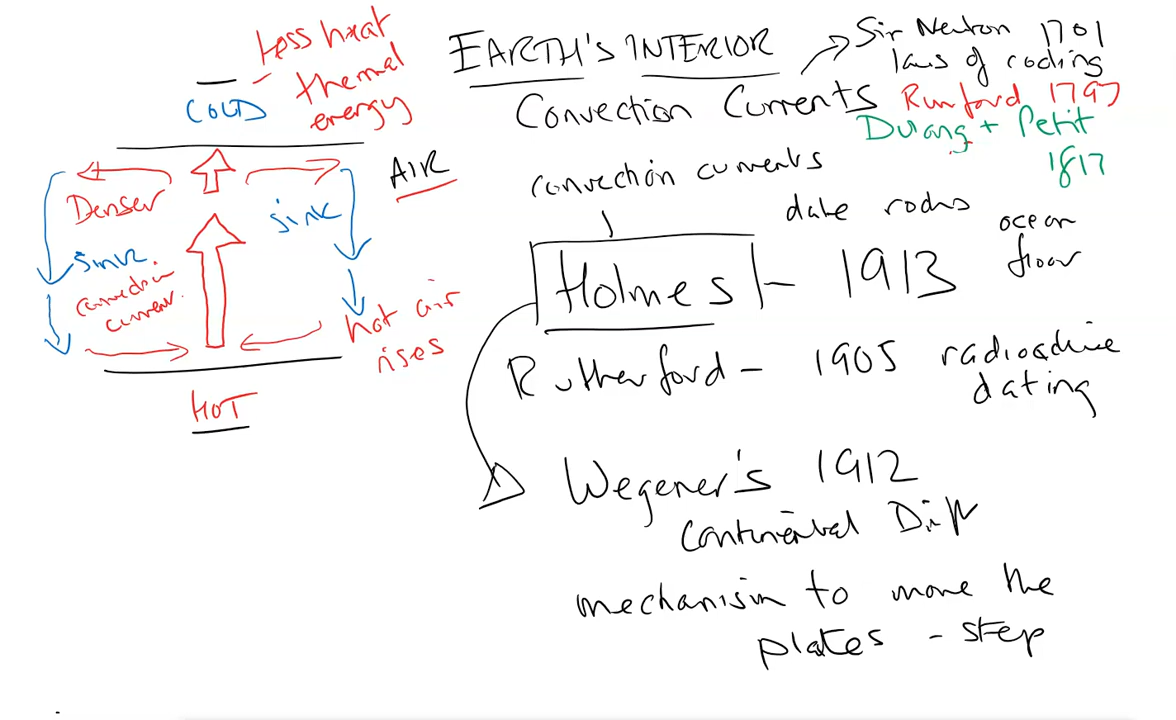 Less heat
thermal
energy
COLD
Denser
sink
AIR
sink.
convection
current.
hot air
rises
HOT
EARTH's INTERIOR
Convection Currents
Sir Newton 1701
laws of cooling
Rumford 1797
Dulong + Petit
1817
convection currents
date rocks
ocean
floor
Holmes - 1913
Rutherford - 1905 radioactive
dating
Wegener's 1912
Continental Drift
mechanism to move the
plates - step